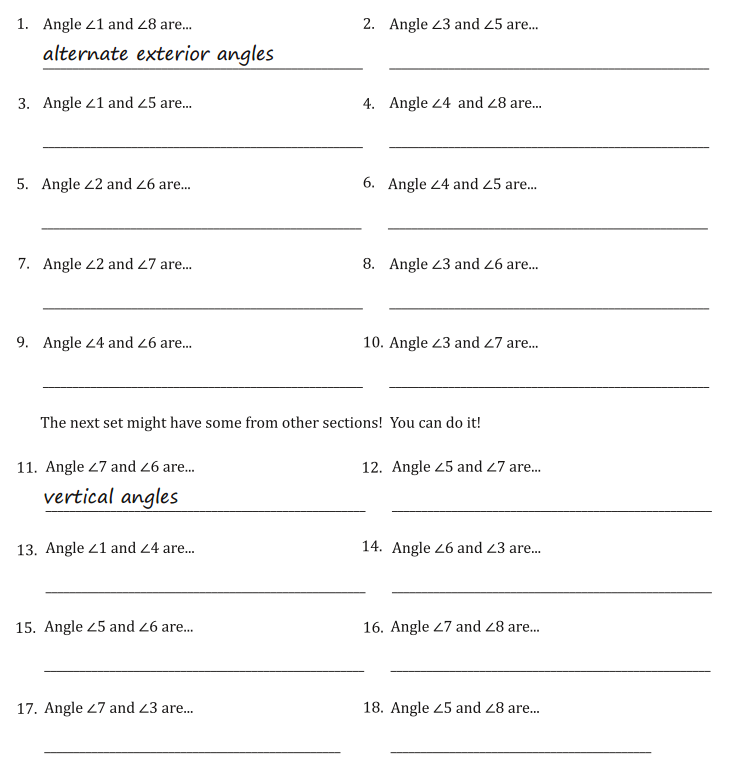 1. Angle ∠1 and ∠8 are...
alternate exterior angles
2. Angle ∠3 and ∠5 are...
3. Angle ∠1 and ∠5 are...
4. Angle ∠4 and ∠8 are...
5. Angle ∠2 and ∠6 are...
6. Angle ∠4 and ∠5 are...
7. Angle ∠2 and ∠7 are...
8. Angle ∠3 and ∠6 are...
9. Angle ∠4 and ∠6 are...
10. Angle ∠3 and ∠7 are...
The next set might have some from other sections! You can do it!
11. Angle ∠7 and ∠6 are...
vertical angles
12. Angle ∠5 and ∠7 are...
13. Angle ∠1 and ∠4 are...
14. Angle ∠6 and ∠3 are...
15. Angle ∠5 and ∠6 are...
16. Angle ∠7 and ∠8 are...
17. Angle ∠7 and ∠3 are...
18. Angle ∠5 and ∠8 are...